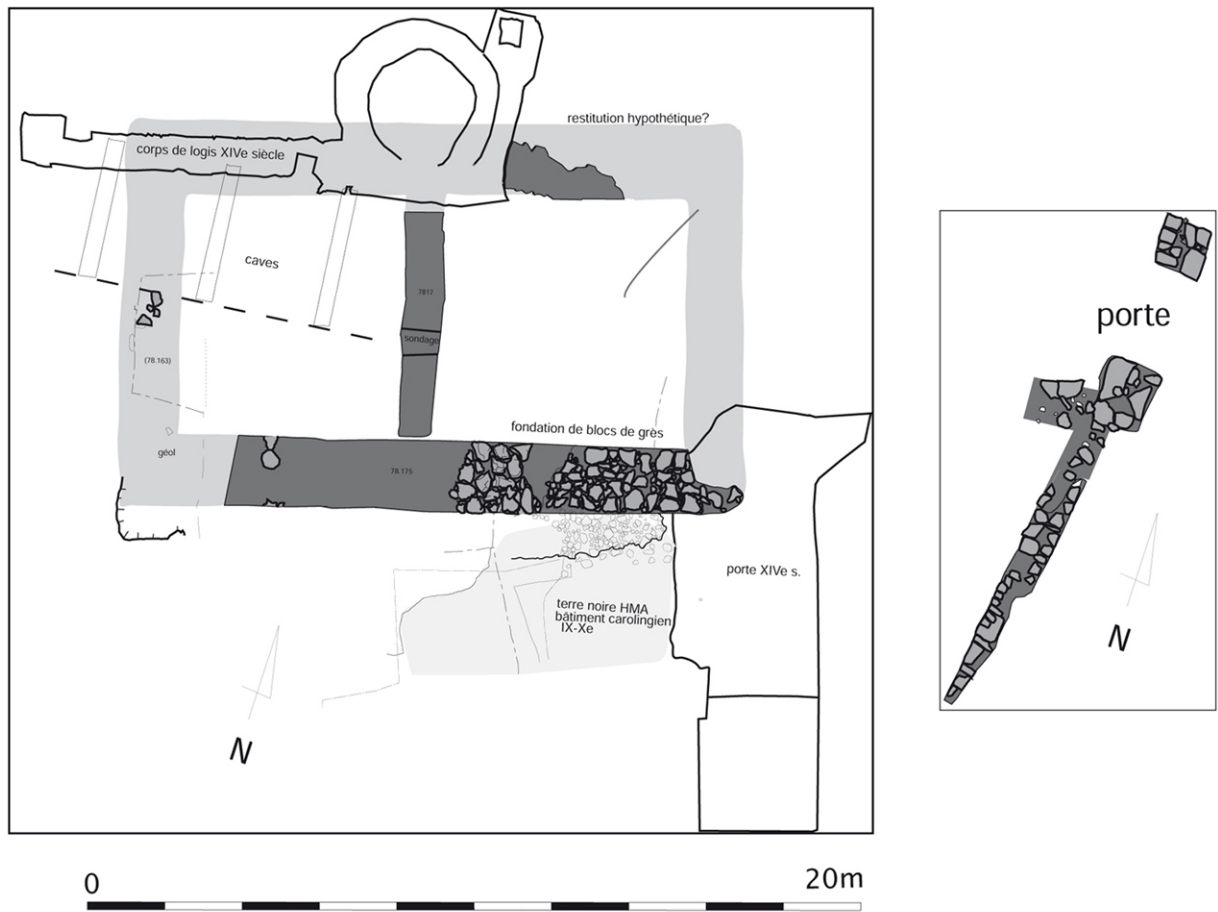 restitution hypothétique?
corps de logis XIVe siècle
caves
7817
sondage
(78.163)
fondation de blocs de grès
géol
78.175
porte XIVe s.
terre noire HMA
bâtiment carolingien
IX-Xe
N
porte
N
0
20m